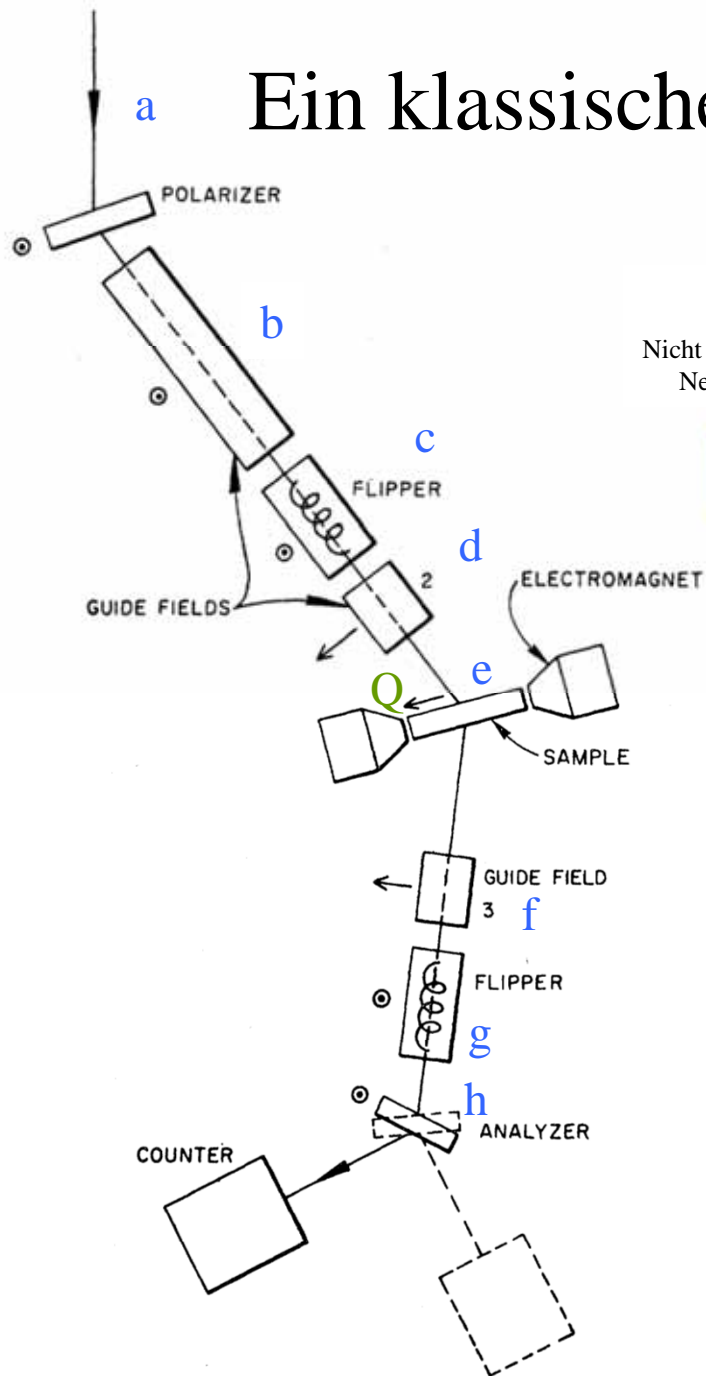 a
Ein klassische
POLARIZER
b
Nicht
Ne
c
FLIPPER
d
2
ELECTROMAGNET
GUIDE FIELDS
e
Q
SAMPLE
GUIDE FIELD
3
f
FLIPPER
g
h
ANALYZER
COUNTER